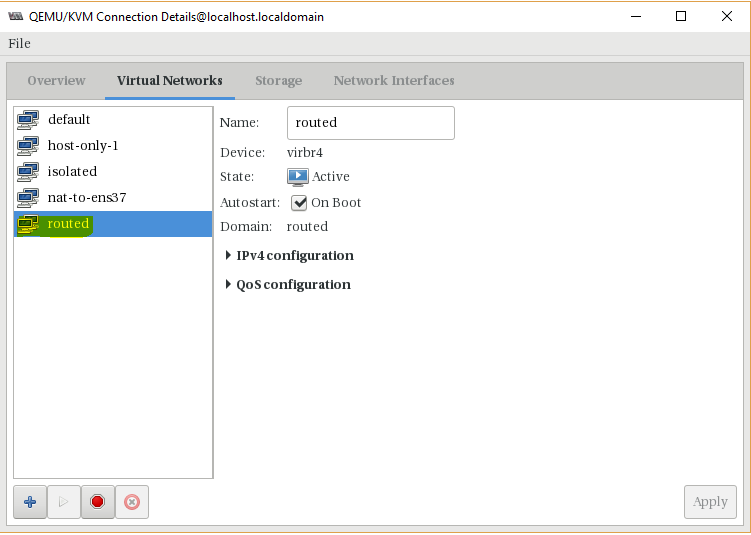 QEMU/KVM Connection Details@localhost.localdomain
File
Overview Virtual Networks Storage Network Interfaces
default
host-only-1
isolated
nat-to-ens37
routed
Name: routed
Device: virbr4
State: Active
Autostart: On Boot
Domain: routed
IPv4 configuration
QoS configuration
Apply